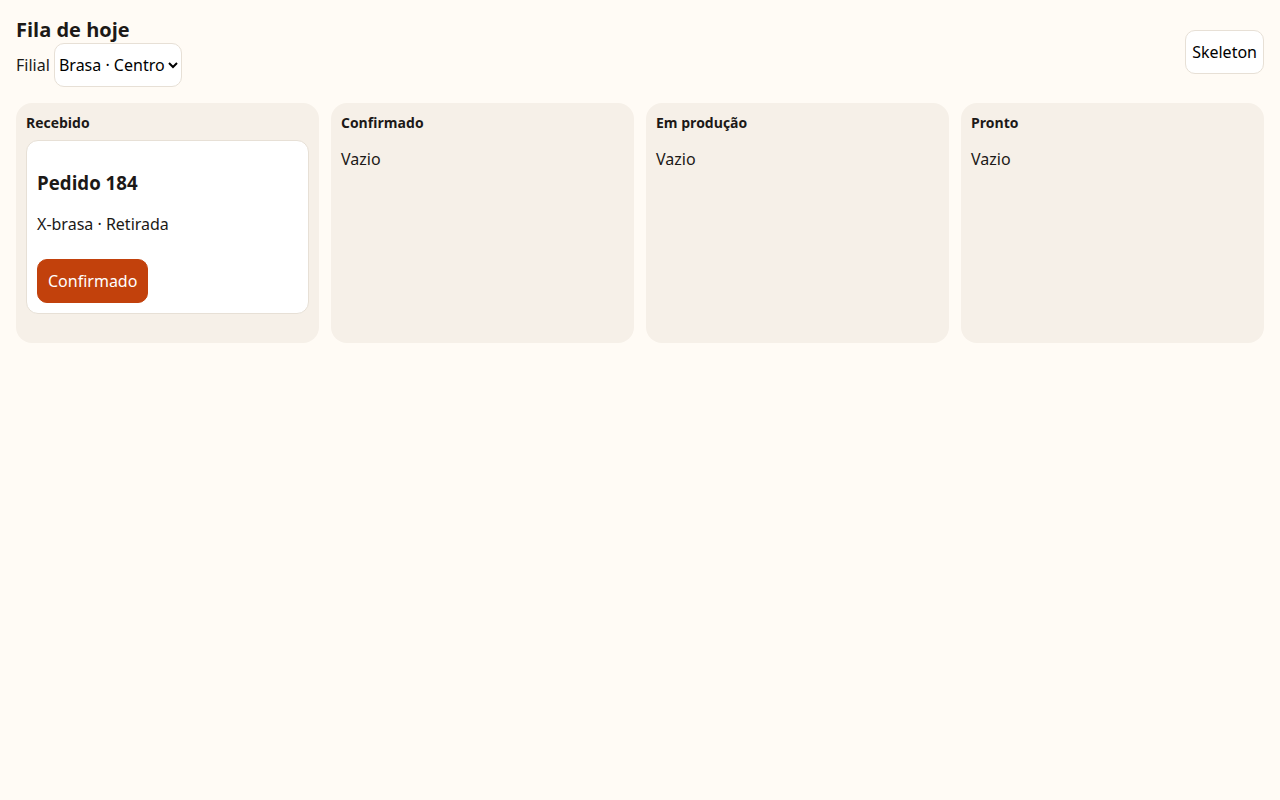 Fila de hoje
Filial Brasa · Centro
Skeleton
Recebido
Pedido 184
X-brasa · Retirada
Confirmado
Confirmado
Vazio
Em produção
Vazio
Pronto
Vazio